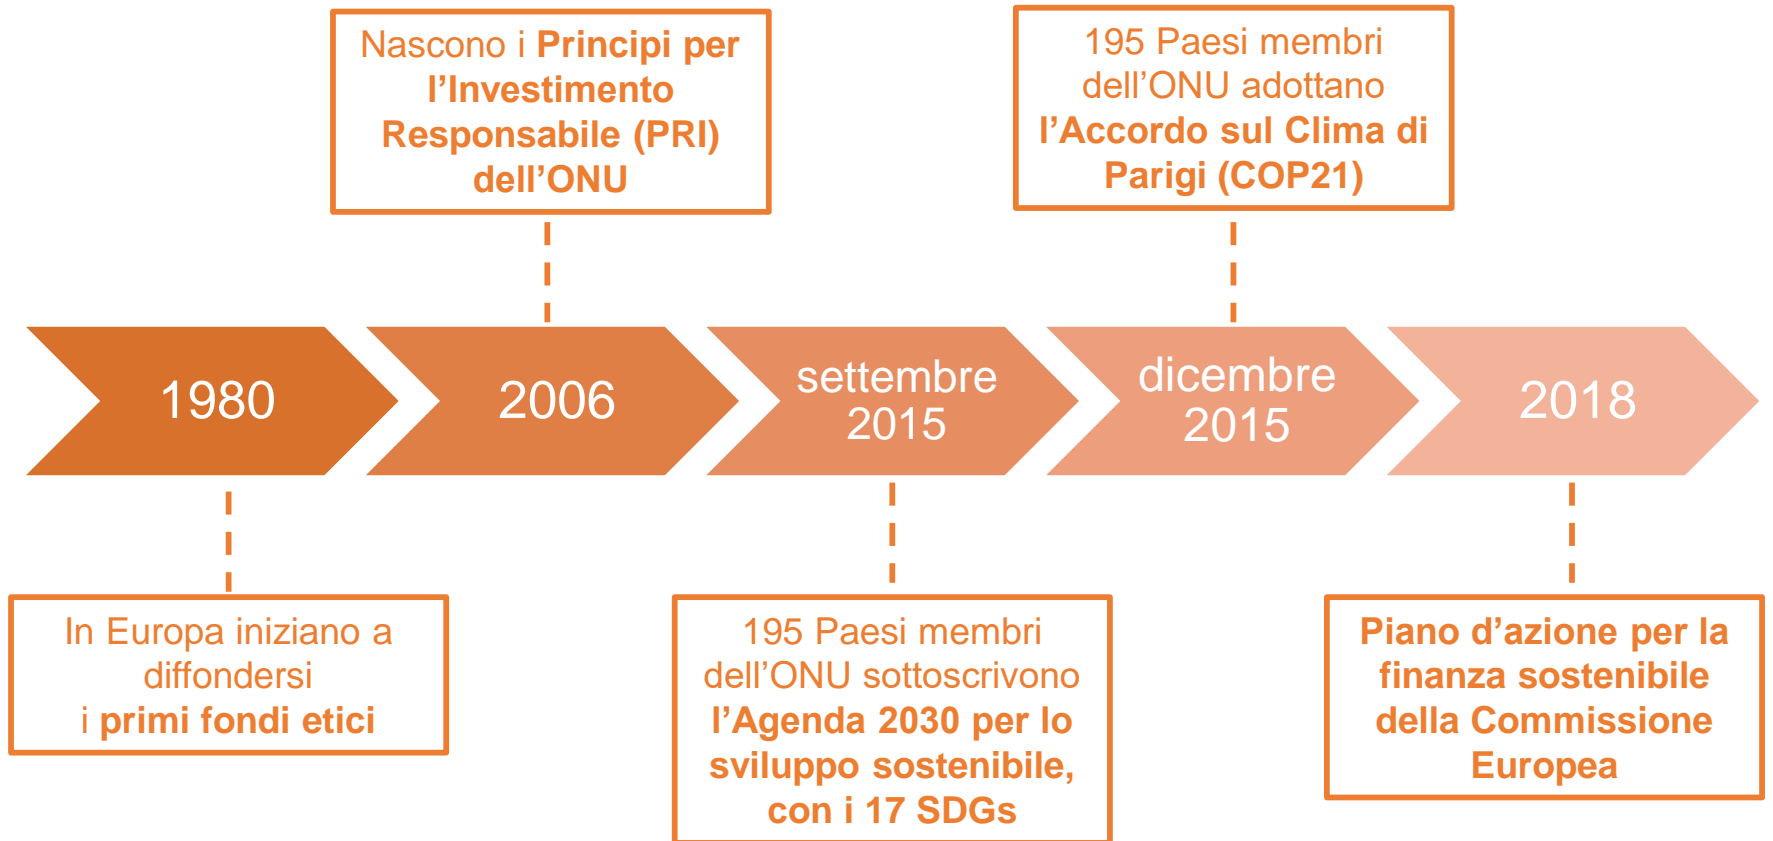 Nascono i Principi per
l’Investimento
Responsabile (PRI)
dell’ONU
195 Paesi membri
dell’ONU adottano
l’Accordo sul Clima di
Parigi (COP21)
1980
2006
settembre
2015
dicembre
2015
2018
In Europa iniziano a
diffondersi
i primi fondi etici
195 Paesi membri
dell’ONU sottoscrivono
l’Agenda 2030 per lo
sviluppo sostenibile,
con i 17 SDGs
Piano d’azione per la
finanza sostenibile
della Commissione
Europea